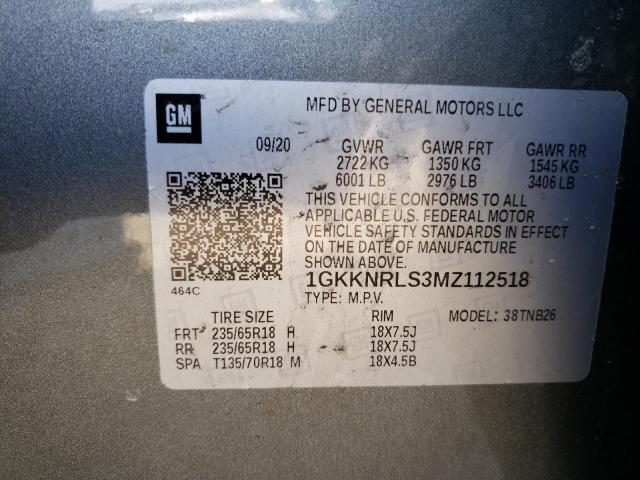 GM
MFD BY GENERAL MOTORS LLC
09/20 GVWR GAWR FRT GAWR RR
2722 KG 1350 KG 1545 KG
6001 LB 2976 LB 3406 LB
THIS VEHICLE CONFORMS TO ALL
APPLICABLE U.S. FEDERAL MOTOR
VEHICLE SAFETY STANDARDS IN EFFECT
ON THE DATE OF MANUFACTURE
SHOWN ABOVE.
464C
1GKKNRLS3MZ112518
TYPE: M.P.V.
TIRE SIZE RIM MODEL: 38TNB26
FRT 235/65R18 H 18X7.5J
RR 235/65R18 H 18X7.5J
SPA T135/70R18 M 18X4.5B